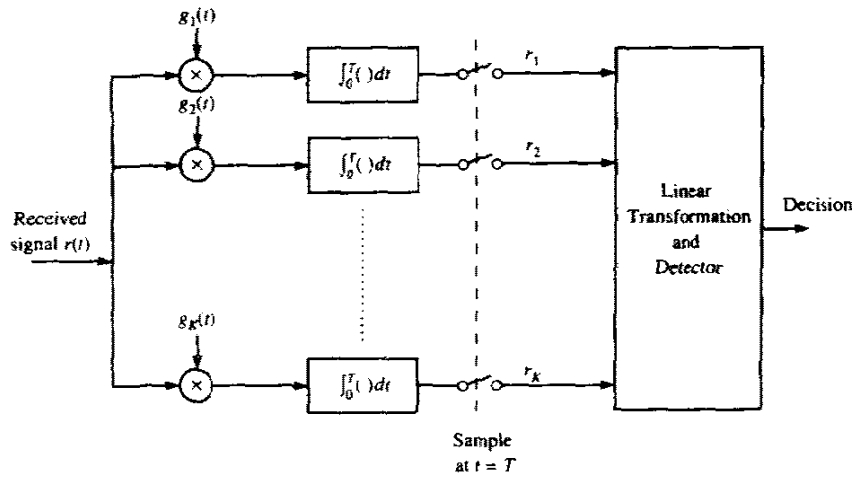 g₁(t)
∫₀ᵀ( )dt
r₁
g₂(t)
∫₀ᵀ( )dt
r₂
Received
signal r(t)
Linear
Transformation
and
Detector
Decision
g_K(t)
∫₀ᵀ( )dt
r_K
Sample
at t = T